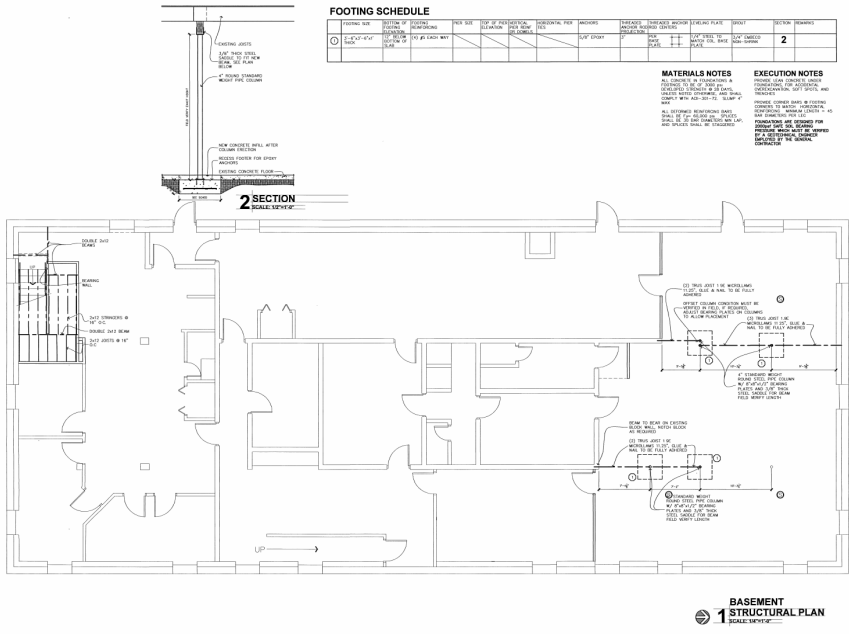 FOOTING SCHEDULE
FOOTING SIZE
BOTTOM OF
FOOTING
ELEVATION
FOOTING
REINFORCING
PIER SIZE
TOP OF PIER
ELEVATION
VERTICAL
PIER REINF
OR DOWELS
HORIZONTAL PIER
TIES
ANCHORS
THREADED
ANCHOR ROD
PROJECTION
THREADED ANCHOR
ROD CENTERS
LEVELING PLATE
GROUT
SECTION
REMARKS
1
THICK
12" BELOW
BOTTOM OF
SLAB
EACH WAY
5/8" EPOXY
3"
PER
BASE
PLATE
1/4" STEEL TO
MATCH COL. BASE
PLATE
3/4" EMBECO
NON-SHRINK
2
EXISTING JOISTS
3/8" THICK STEEL
SADDLE TO FIT NEW
BEAM. SEE PLAN
BELOW
4" ROUND STANDARD
WEIGHT PIPE COLUMN
NEW CONCRETE INFILL AFTER
COLUMN ERECTION
RECESS FOOTER FOR EPOXY
ANCHORS
EXISTING CONCRETE FLOOR
2 SECTION
SCALE: 1/2"=1'-0"
MATERIALS NOTES
ALL CONCRETE IN FOUNDATIONS &
FOOTINGS TO BE OF 3000 psi
DEVELOPED STRENGTH @ 28 DAYS,
UNLESS NOTED OTHERWISE, AND SHALL
COMPLY WITH ACI-301-72. SLUMP 4"
MAX
ALL DEFORMED REINFORCING BARS
SHALL BE Fy= 60,000 psi. SPLICES
SHALL BE 30 BAR DIAMETERS MIN LAP,
AND SPLICES SHALL BE STAGGERED.
EXECUTION NOTES
PROVIDE LEAN CONCRETE UNDER
FOUNDATIONS, FOR ACCIDENTAL
OVEREXCAVATION, SOFT SPOTS, AND
TRENCHES
PROVIDE CORNER BARS @ FOOTING
CORNERS TO MATCH HORIZONTAL
REINFORCING MINIMUM LENGTH = 45
BAR DIAMETERS PER LEG
FOUNDATIONS ARE DESIGNED FOR
2000psf SAFE SOIL BEARING
PRESSURE WHICH MUST BE VERIFIED
BY A GEOTECHNICAL ENGINEER
EMPLOYED BY THE GENERAL
CONTRACTOR
DOUBLE 2x12
BEAMS
UP
BEARING
WALL
2x12 STRINGERS @
16" O.C.
DOUBLE 2x12 BEAM
2x12 JOISTS @ 16"
O.C
(2) TRUS JOIST 1.9E MICROLLAMS
11.25", GLUE & NAIL TO BE FULLY
ADHERED
OFFSET COLUMN CONDITION MUST BE
VERIFIED IN FIELD, IF REQUIRED,
ADJUST BEARING PLATES ON COLUMNS
TO ALLOW PLACEMENT
(2) TRUS JOIST 1.9E
MICROLLAMS 11.25", GLUE &
NAIL TO BE FULLY ADHERED
1
1
4" STANDARD WEIGHT
ROUND STEEL PIPE COLUMN
W/ 8"x8"x1/2" BEARING
PLATES AND 3/8" THICK
STEEL SADDLE FOR BEAM
FIELD VERIFY LENGTH
BEAM TO BEAR ON EXISTING
BLOCK WALL, NOTCH BLOCK
AS REQUIRED
(2) TRUS JOIST 1.9E
MICROLLAMS 11.25", GLUE &
NAIL TO BE FULLY ADHERED
1
1
STANDARD WEIGHT
ROUND STEEL PIPE COLUMN
W/ 8"x8"x1/2" BEARING
PLATES AND 3/8" THICK
STEEL SADDLE FOR BEAM
FIELD VERIFY LENGTH
UP
1 BASEMENT
STRUCTURAL PLAN
SCALE: 1/4"=1'-0"